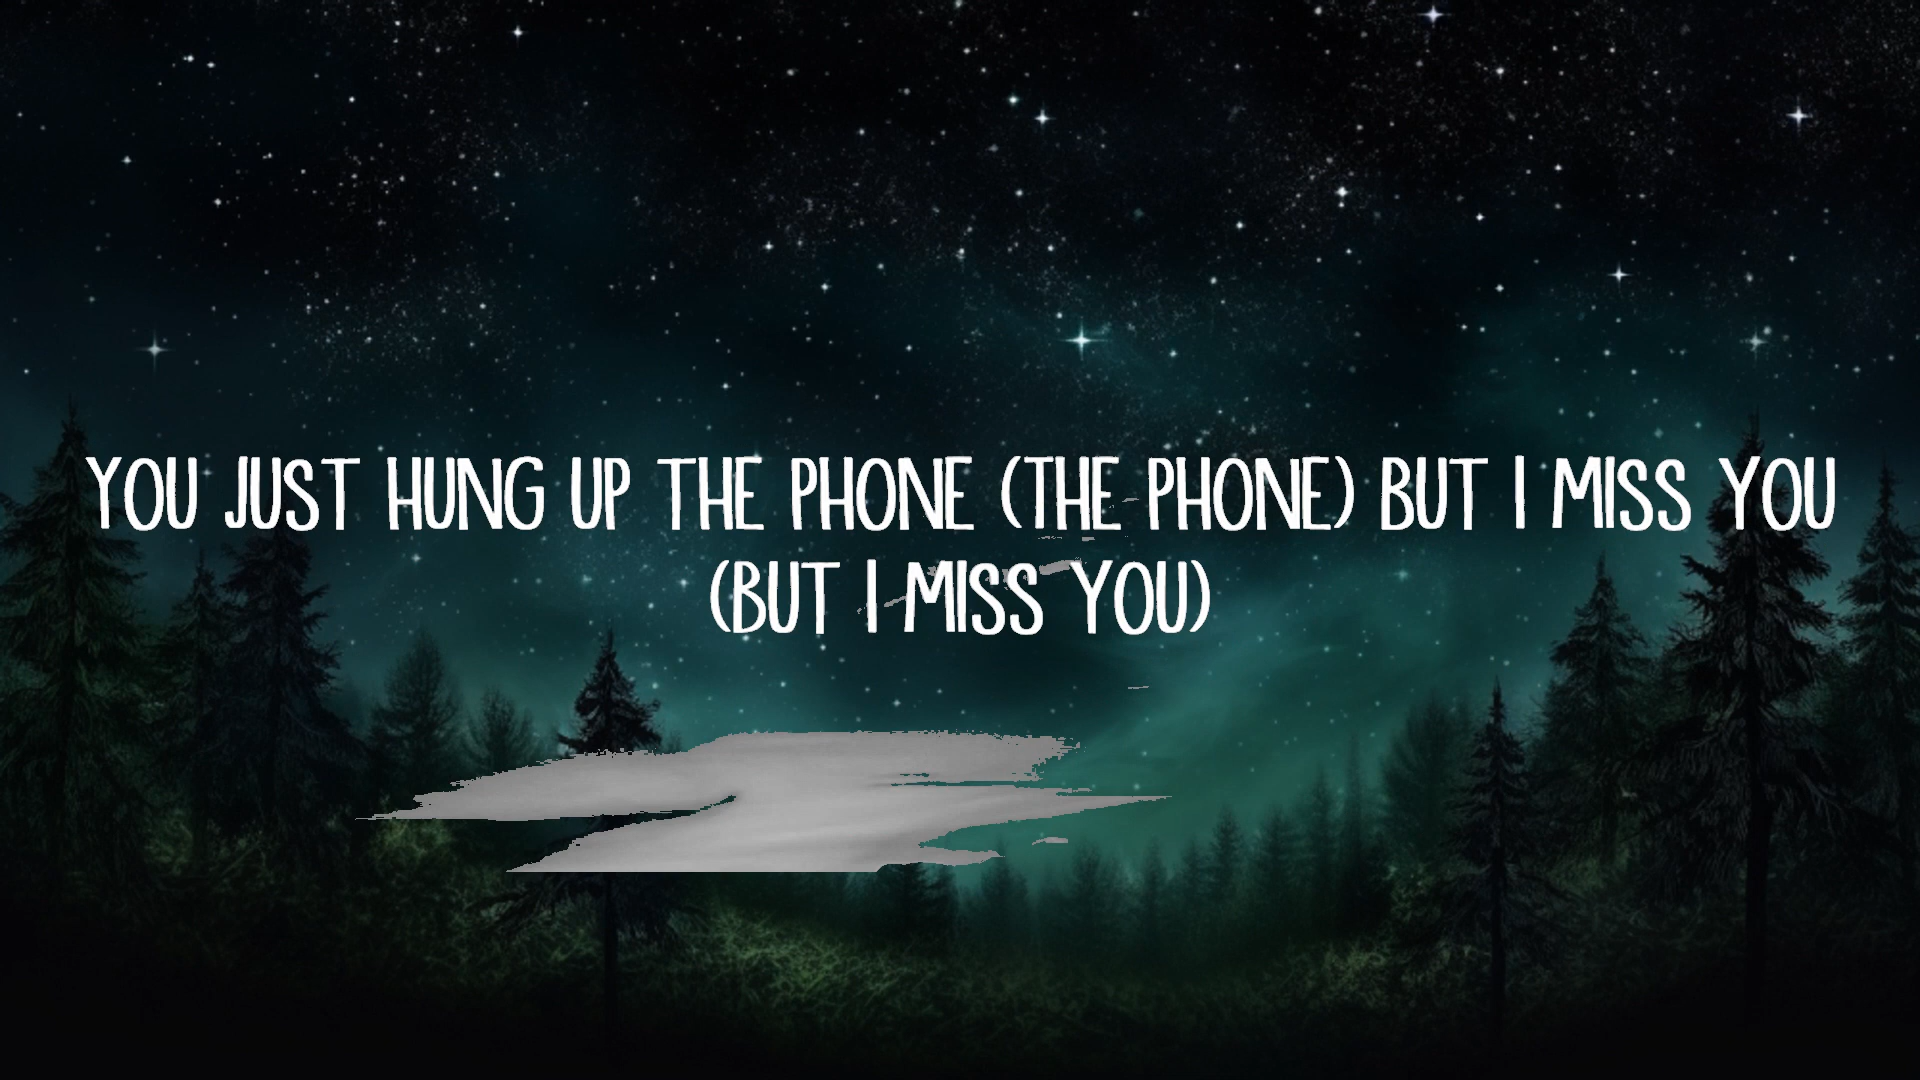 YOU JUST HUNG UP THE PHONE (THE PHONE) BUT I MISS YOU
(BUT I MISS YOU)